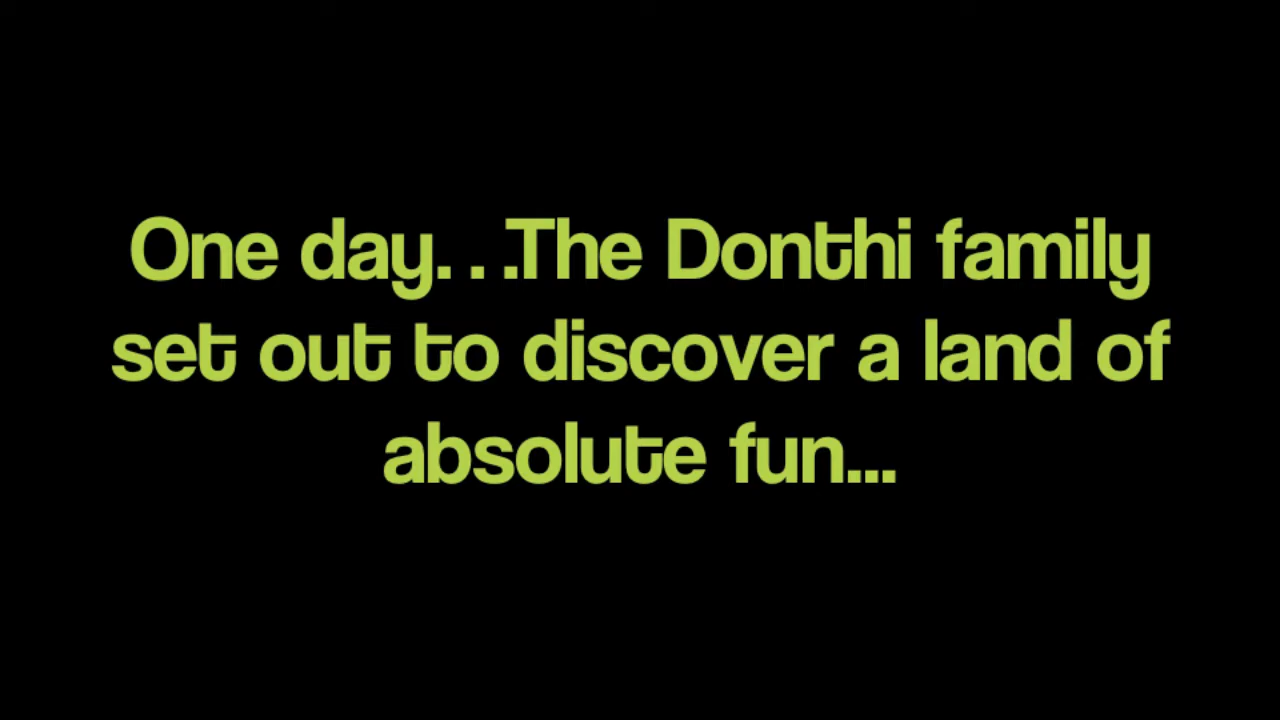 One day. . .The Donthi family
set out to discover a land of
absolute fun...